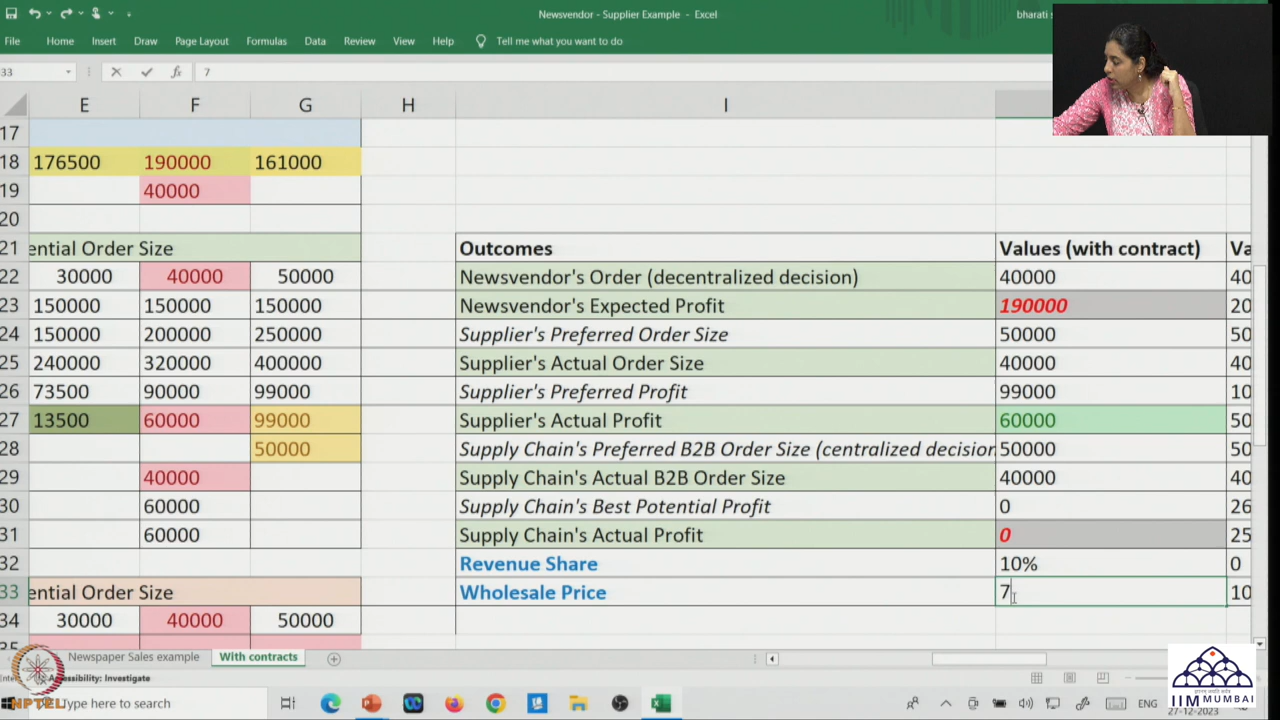 Newsvendor - Supplier Example - Excel
bharati s
File Home Insert Draw Page Layout Formulas Data Review View Help Tell me what you want to do
33 7
E F G H I
17
18 176500 190000 161000
19 40000
20
21 ential Order Size Outcomes Values (with contract) Va
22 30000 40000 50000 Newsvendor's Order (decentralized decision) 40000 40
23 150000 150000 150000 Newsvendor's Expected Profit 190000 20
24 150000 200000 250000 Supplier's Preferred Order Size 50000 50
25 240000 320000 400000 Supplier's Actual Order Size 40000 40
26 73500 90000 99000 Supplier's Preferred Profit 99000 10
27 13500 60000 99000 Supplier's Actual Profit 60000 50
28 50000 Supply Chain's Preferred B2B Order Size (centralized decision 50000 50
29 40000 Supply Chain's Actual B2B Order Size 40000 40
30 60000 Supply Chain's Best Potential Profit 0 26
31 60000 Supply Chain's Actual Profit 0 25
32 Revenue Share 10% 0
33 ential Order Size Wholesale Price 7 10
34 30000 40000 50000
35
Newspaper Sales example With contracts
Accessibility: Investigate
NPTEL
Type here to search
ENG
27-12-2023
IIM MUMBAI